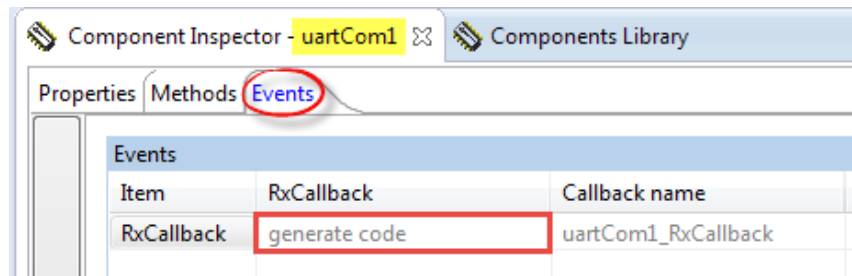 Component Inspector - uartCom1 Components Library
Properties Methods Events
Events
Item RxCallback Callback name
RxCallback generate code uartCom1_RxCallback